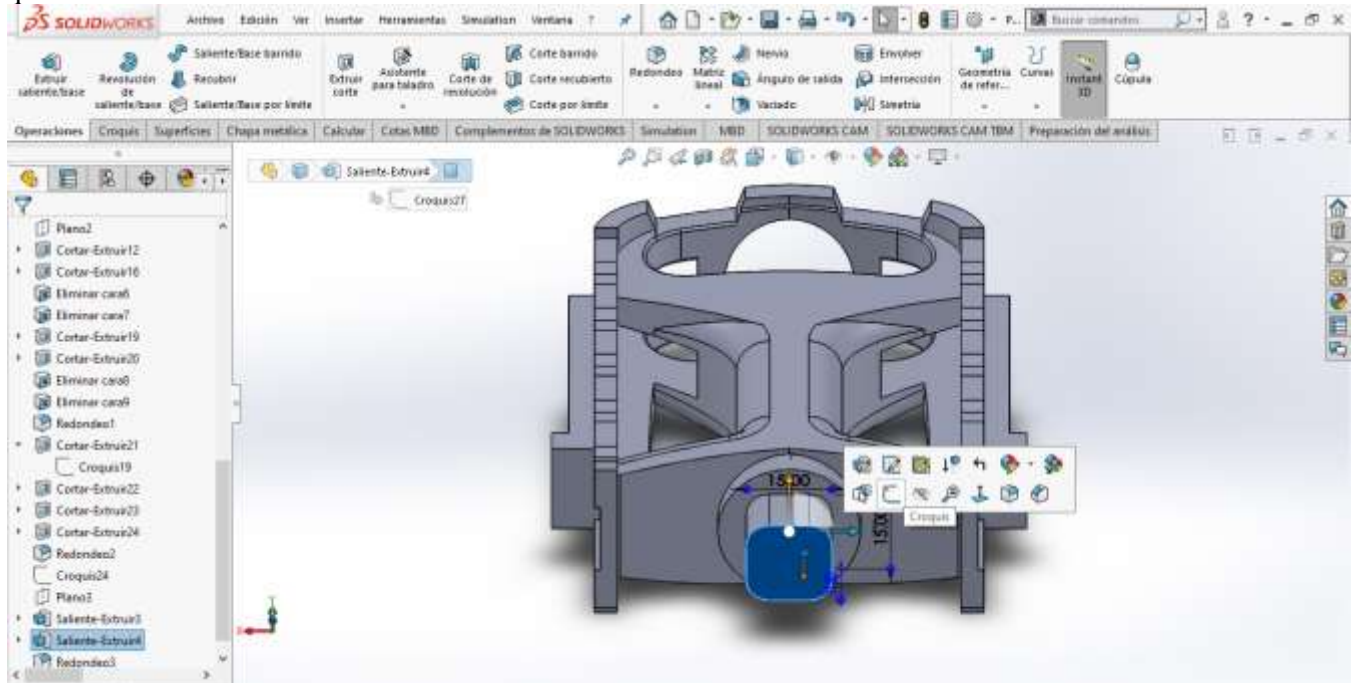 SOLIDWORKS Archivo Edición Ver Insertar Herramientas Simulation Ventana ? P... Buscar comandos ?
Extruir saliente/base
Revolución de saliente/base
Saliente/Base barrido
Recubrir
Saliente/Base por límite
Extruir corte
Asistente para taladro
Corte de revolución
Corte barrido
Corte recubierto
Corte por límite
Redondeo
Matriz lineal
Nervio
Ángulo de salida
Vaciado
Envolver
Intersección
Simetría
Geometría de refer...
Curvas
Instant 3D
Cúpula
Operaciones Croquis Superficies Chapa metálica Calcular Cotas MBD Complementos de SOLIDWORKS Simulation MBD SOLIDWORKS CAM SOLIDWORKS CAM TBM Preparación del análisis
Saliente-Extruir4
Croquis27
Plano2
Cortar-Extruir12
Cortar-Extruir16
Eliminar cara6
Eliminar cara7
Cortar-Extruir19
Cortar-Extruir20
Eliminar cara8
Eliminar cara9
Redondeo1
Cortar-Extruir21
Croquis19
Cortar-Extruir22
Cortar-Extruir23
Cortar-Extruir24
Redondeo2
Croquis24
Plano3
Saliente-Extruir3
Saliente-Extruir4
Redondeo3
15.00
15.00
Croquis